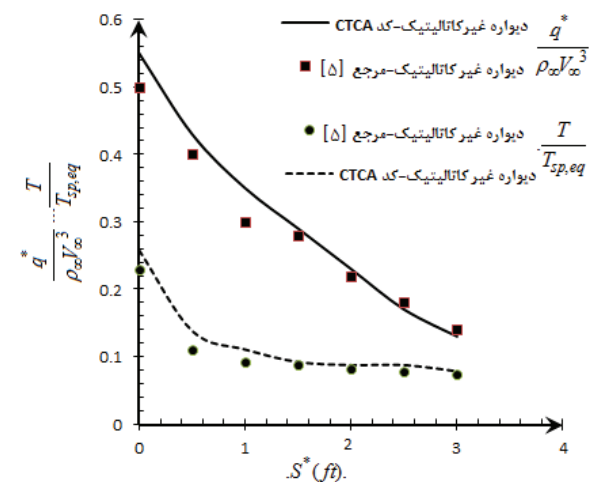 دیواره غیرکاتالیتیک-کد CTCA q* / ρ∞V∞³
دیواره غیرکاتالیتیک-مرجع [۵]
دیواره غیرکاتالیتیک-مرجع [۵] T / Tsp,eq
دیواره غیرکاتالیتیک-کد CTCA
q* / ρ∞V∞³ ... T / Tsp,eq
0.6
0.5
0.4
0.3
0.2
0.1
0
0 1 2 3 4
.S*(ft).